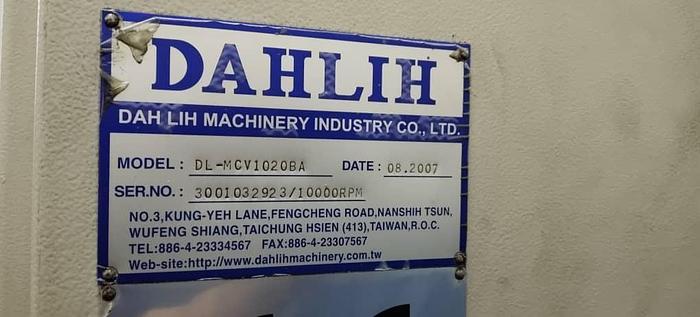 DAHLIH
DAH LIH MACHINERY INDUSTRY CO., LTD.
MODEL : DL-MCV1020BA DATE : 08.2007
SER.NO. : 3001032923/10000RPM
NO.3,KUNG-YEH LANE,FENGCHENG ROAD,NANSHIH TSUN,
WUFENG SHIANG,TAICHUNG HSIEN (413),TAIWAN,R.O.C.
TEL:886-4-23334567 FAX:886-4-23307567
Web-site:http://www.dahlihmachinery.com.tw